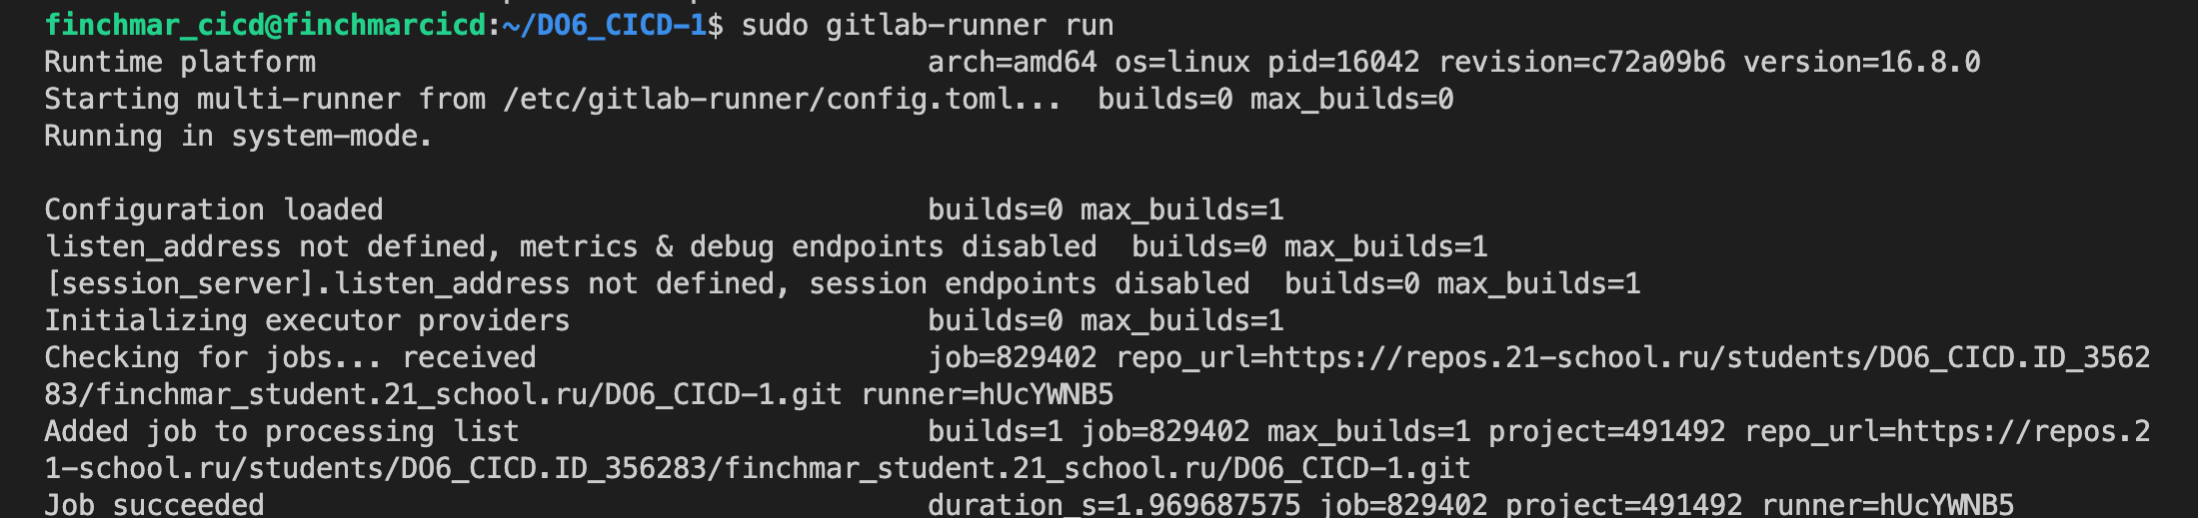 finchmar_cicd@finchmarcicd:~/DO6_CICD-1$ sudo gitlab-runner run
Runtime platform                                    arch=amd64 os=linux pid=16042 revision=c72a09b6 version=16.8.0
Starting multi-runner from /etc/gitlab-runner/config.toml...  builds=0 max_builds=0
Running in system-mode.

Configuration loaded                                builds=0 max_builds=1
listen_address not defined, metrics & debug endpoints disabled  builds=0 max_builds=1
[session_server].listen_address not defined, session endpoints disabled  builds=0 max_builds=1
Initializing executor providers                     builds=0 max_builds=1
Checking for jobs... received                       job=829402 repo_url=https://repos.21-school.ru/students/DO6_CICD.ID_3562
83/finchmar_student.21_school.ru/DO6_CICD-1.git runner=hUcYWNB5
Added job to processing list                        builds=1 job=829402 max_builds=1 project=491492 repo_url=https://repos.2
1-school.ru/students/DO6_CICD.ID_356283/finchmar_student.21_school.ru/DO6_CICD-1.git
Job succeeded                                       duration_s=1.969687575 job=829402 project=491492 runner=hUcYWNB5